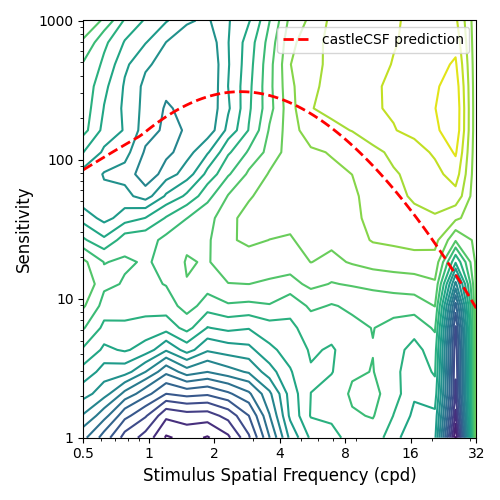 1000
castleCSF prediction
100
Sensitivity
10
1
0.5 1 2 4 8 16 32
Stimulus Spatial Frequency (cpd)